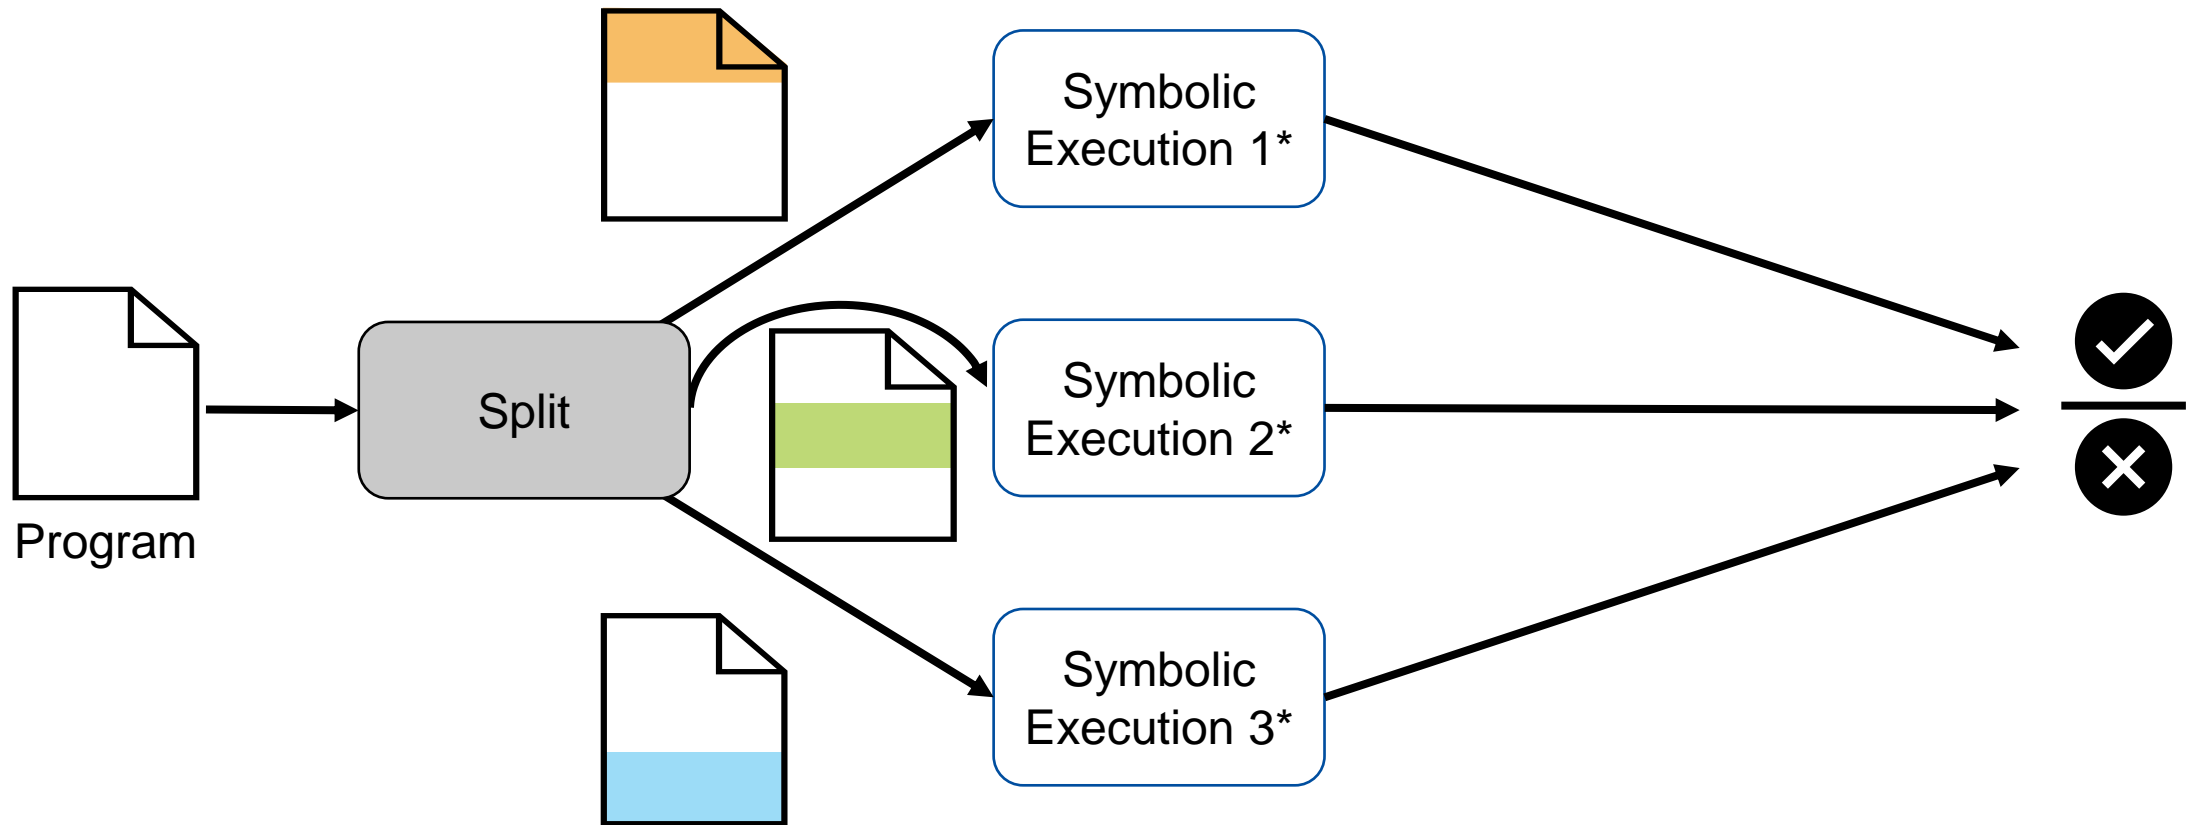 Symbolic
Execution 1*
Split
Symbolic
Execution 2*
Program
Symbolic
Execution 3*